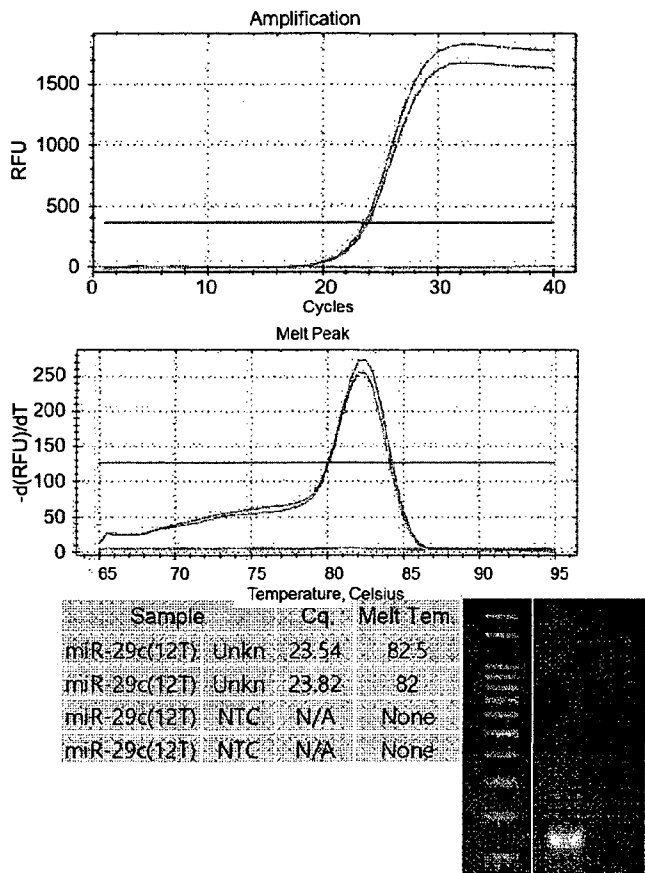 Amplification
RFU
1500
1000
500
0
0 10 20 30 40
Cycles
Melt Peak
-d(RFU)/dT
250
200
150
100
50
0
65 70 75 80 85 90 95
Temperature, Celsius
Sample Cq. Melt Tem.
miR-29c(12T) Unkn 23.54 82.5
miR-29c(12T) Unkn 23.82 82
miR-29c(12T) NTC N/A None
miR-29c(12T) NTC N/A None